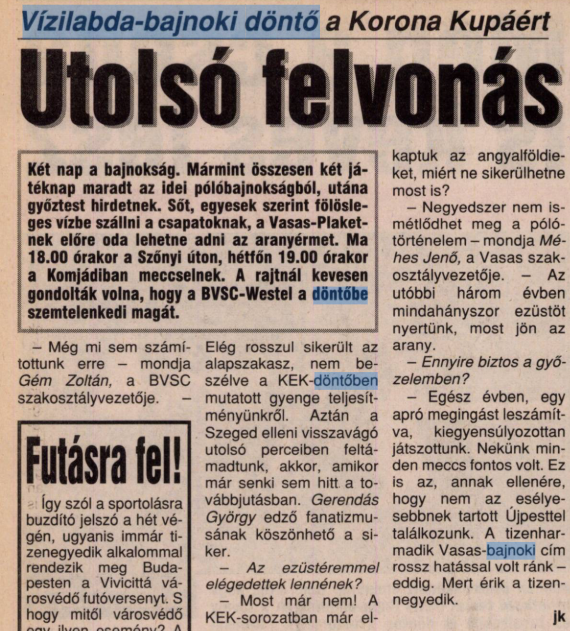 Vízilabda-bajnoki döntő a Korona Kupáért
Utolsó felvonás
Két nap a bajnokság. Mármint összesen két já-
téknap maradt az idei pólóbajnokságból, utána
győztest hirdetnek. Sőt, egyesek szerint fölösle-
ges vízbe szállni a csapatoknak, a Vasas-Plaket-
nek előre oda lehetne adni az aranyérmet. Ma
18.00 órakor a Szőnyi úton, hétfőn 19.00 órakor
a Komjádiban meccselnek. A rajtnál kevesen
gondolták volna, hogy a BVSC-Westel a döntőbe
szemtelenkedi magát.
– Még mi sem számí-
tottunk erre – mondja
Gém Zoltán, a BVSC
szakosztályvezetője. –
Elég rosszul sikerült az
alapszakasz, nem be-
szélve a KEK-döntőben
mutatott gyenge teljesít-
ményünkről. Aztán a
Szeged elleni visszavágó
utolsó perceiben feltá-
madtunk, akkor, amikor
már senki sem hitt a to-
vábbjutásban. Gerendás
György edző fanatizmu-
sának köszönhető a si-
ker.
– Az ezüstéremmel
elégedettek lennének?
– Most már nem! A
KEK-sorozatban már el-
kaptuk az angyalföldie-
ket, miért ne sikerülhetne
most is?
– Negyedszer nem is-
métlődhet meg a póló-
történelem – mondja Mé-
hes Jenő, a Vasas szak-
osztályvezetője. – Az
utóbbi három évben
mindahányszor ezüstöt
nyertünk, most jön az
arany.
– Ennyire biztos a győ-
zelemben?
– Egész évben, egy
apró megingást leszámít-
va, kiegyensúlyozottan
játszottunk. Nekünk min-
den meccs fontos volt. Ez
is az, annak ellenére,
hogy nem az esélye-
sebbnek tartott Újpesttel
találkozunk. A tizenhar-
madik Vasas-bajnoki cím
rossz hatással volt ránk –
eddig. Mert érik a tizen-
negyedik.
jk
Futásra fel!
Így szól a sportolásra
buzdító jelszó a hét vé-
gén, ugyanis immár ti-
zenegyedik alkalommal
rendezik meg Buda-
pesten a Vivicittá vá-
rosvédő futóversenyt. S
hogy mitől városvédő
egy ilyen esemény? A